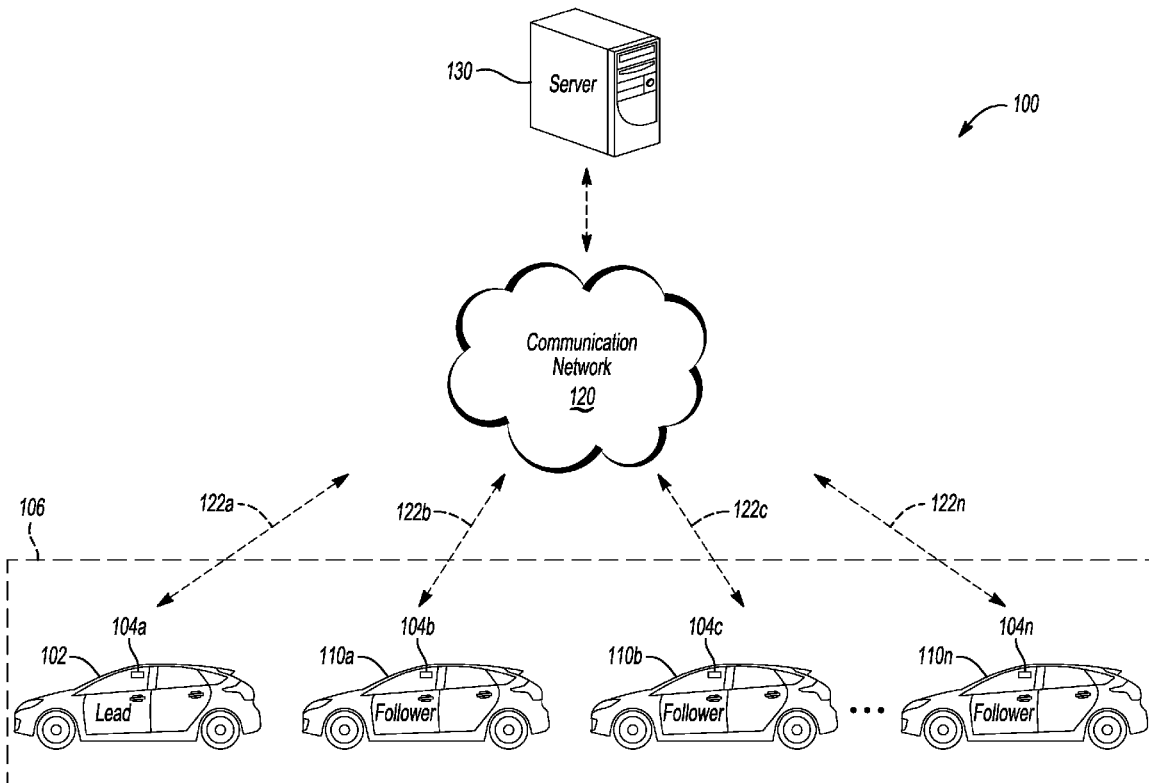 130
Server
100
Communication
Network
120
106
122a
122b
122c
122n
104a
104b
104c
104n
102
110a
110b
110n
Lead
Follower
Follower
Follower